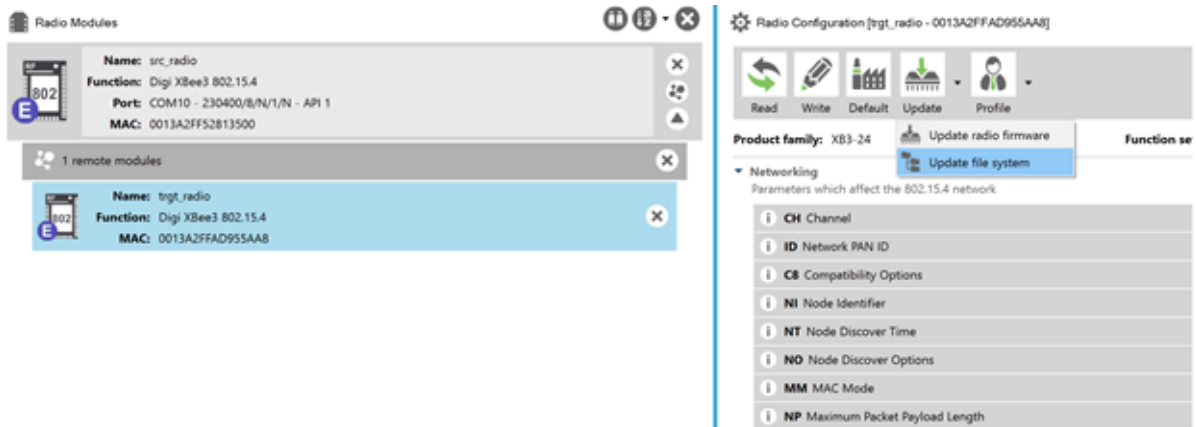 Radio Modules
802
E
Name: src_radio
Function: Digi XBee3 802.15.4
Port: COM10 - 230400/8/N/1/N - API 1
MAC: 0013A2FF52813500
1 remote modules
802
E
Name: trgt_radio
Function: Digi XBee3 802.15.4
MAC: 0013A2FFAD955AA8
Radio Configuration [trgt_radio - 0013A2FFAD955AA8]
Read Write Default Update Profile
Update radio firmware
Update file system
Product family: XB3-24 Function se
Networking
Parameters which affect the 802.15.4 network
i CH Channel
i ID Network PAN ID
i C8 Compatibility Options
i NI Node Identifier
i NT Node Discover Time
i NO Node Discover Options
i MM MAC Mode
i NP Maximum Packet Payload Length